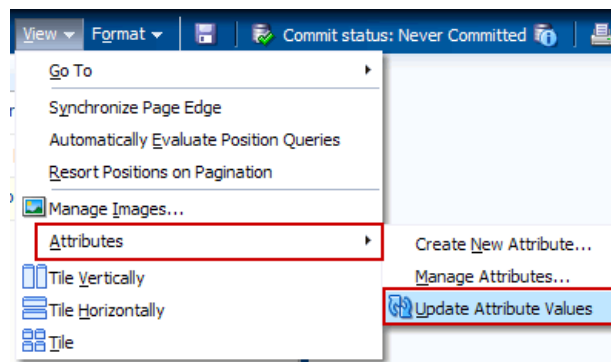 View Format Commit status: Never Committed
Go To
Synchronize Page Edge
Automatically Evaluate Position Queries
Resort Positions on Pagination
Manage Images...
Attributes
Create New Attribute...
Tile Vertically
Manage Attributes...
Tile Horizontally
Update Attribute Values
Tile